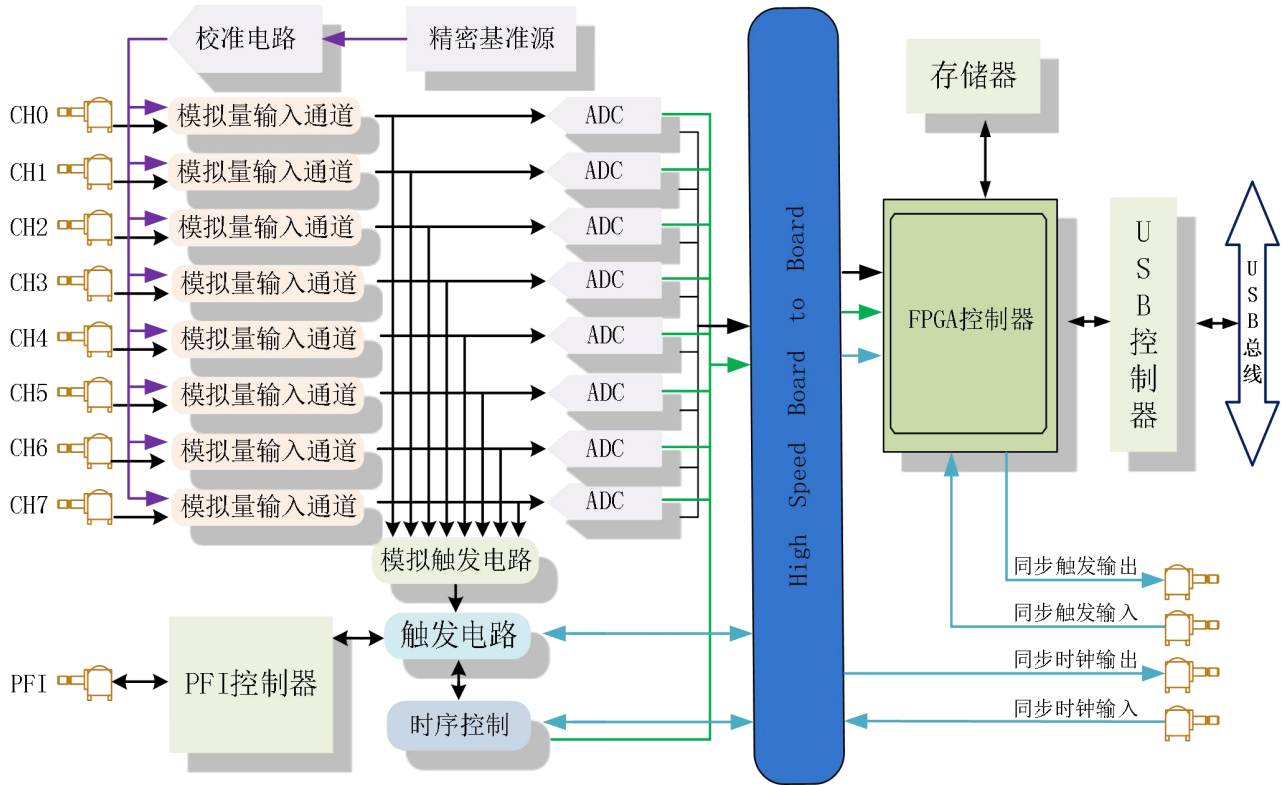 校准电路
精密基准源
存储器
CH0
模拟量输入通道
ADC
CH1
模拟量输入通道
ADC
CH2
模拟量输入通道
ADC
CH3
模拟量输入通道
ADC
CH4
模拟量输入通道
ADC
CH5
模拟量输入通道
ADC
CH6
模拟量输入通道
ADC
CH7
模拟量输入通道
ADC
模拟触发电路
触发电路
时序控制
PFI
PFI控制器
High Speed Board to Board
FPGA控制器
USB控制器
USB总线
同步触发输出
同步触发输入
同步时钟输出
同步时钟输入